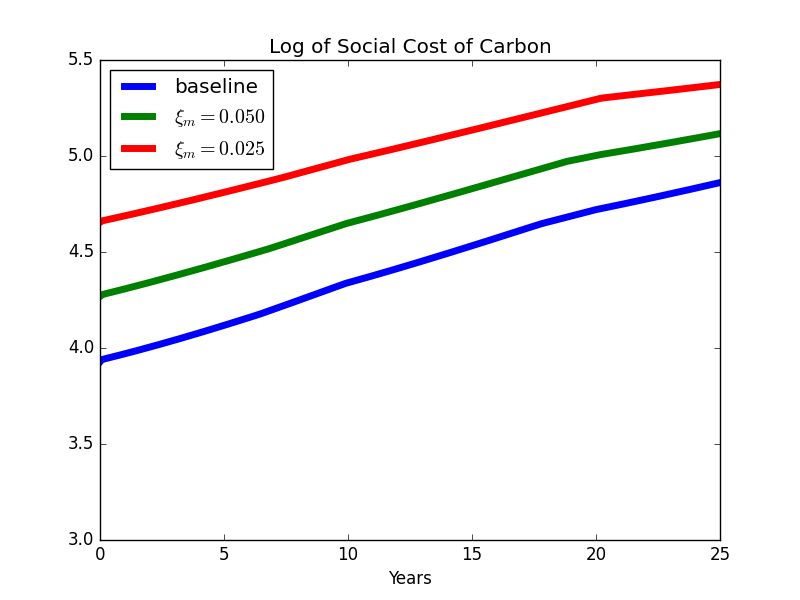 Log of Social Cost of Carbon
5.5
5.0
4.5
4.0
3.5
3.0
baseline
ξₘ = 0.050
ξₘ = 0.025
0 5 10 15 20 25
Years